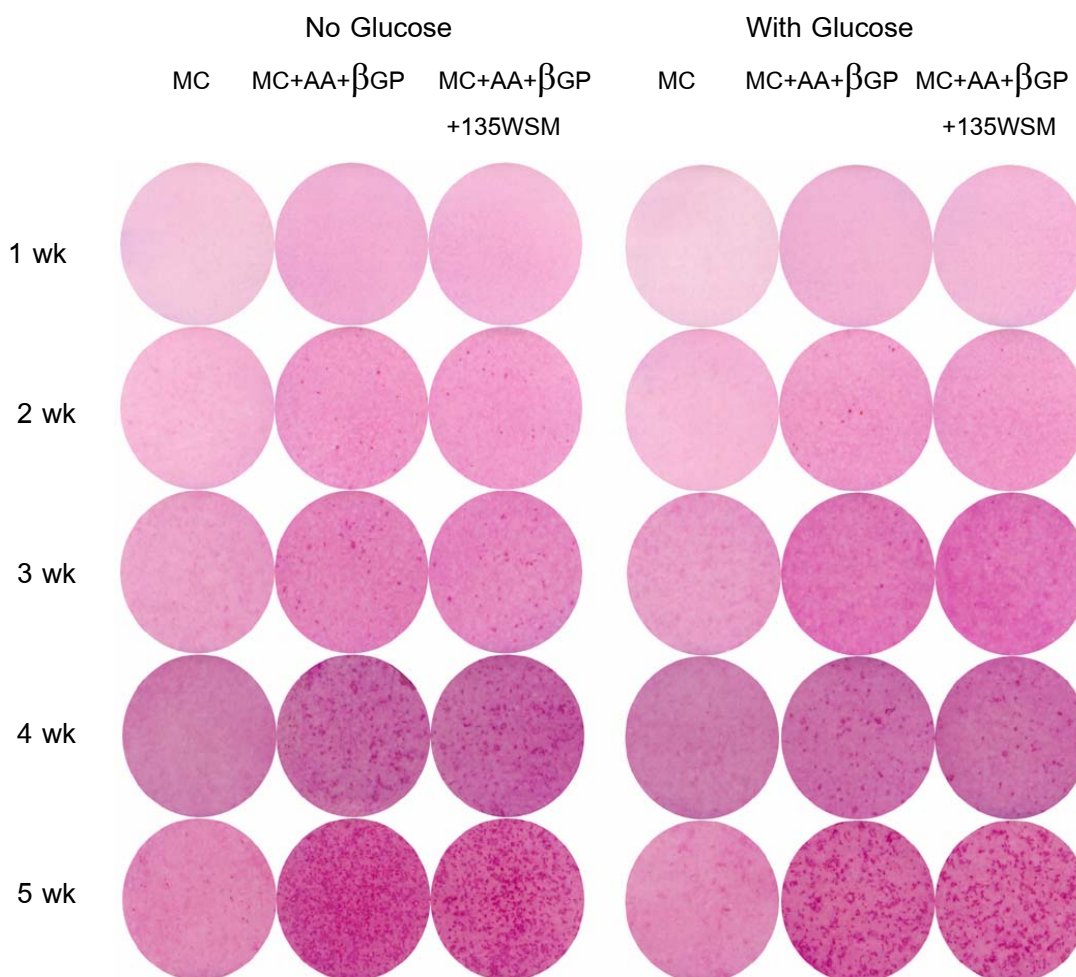 No Glucose With Glucose
MC MC+AA+βGP MC+AA+βGP MC MC+AA+βGP MC+AA+βGP
+135WSM +135WSM
1 wk
2 wk
3 wk
4 wk
5 wk